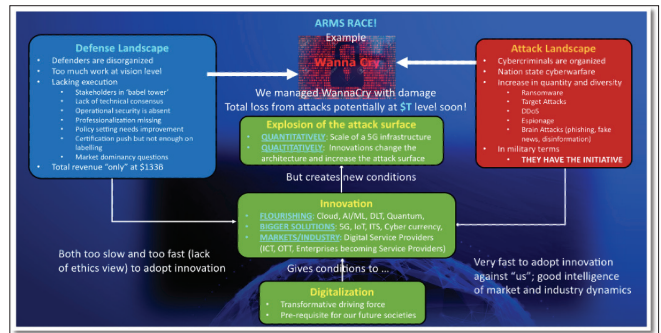 ARMS RACE!
Example
Wanna Cry
Defense Landscape
• Defenders are disorganized
• Too much work at vision level
• Lacking execution
• Stakeholders in 'babel tower'
• Lack of technical consensus
• Operational security is absent
• Professionalization missing
• Policy setting needs improvement
• Certification push but not enough on
labelling
• Market dominancy questions
• Total revenue "only" at $133B
Attack Landscape
• Cybercriminals are organized
• Nation state cyberwarfare
• Increase in quantity and diversity
• Ransomware
• Target Attacks
• DDoS
• Espionage
• Brain Attacks (phishing, fake
news, disinformation)
• In military terms
• THEY HAVE THE INITIATIVE
We managed WannaCry with damage
Total loss from attacks potentially at $T level soon!
Explosion of the attack surface
• QUANTITATIVELY: Scale of a 5G infrastructure
• QUALTITATIVELY: Innovations change the
architecture and increase the attack surface
But creates new conditions
Innovation
• FLOURISHING: Cloud, AI/ML, DLT, Quantum,
• BIGGER SOLUTIONS: 5G, IoT, ITS, Cyber currency,
• MARKETS/INDUSTRY: Digital Service Providers
(ICT, OTT, Enterprises becoming Service Providers)
Both too slow and too fast (lack
of ethics view) to adopt innovation
Very fast to adopt innovation
against "us"; good intelligence
of market and industry dynamics
Gives conditions to ...
Digitalization
• Transformative driving force
• Pre-requisite for our future societies